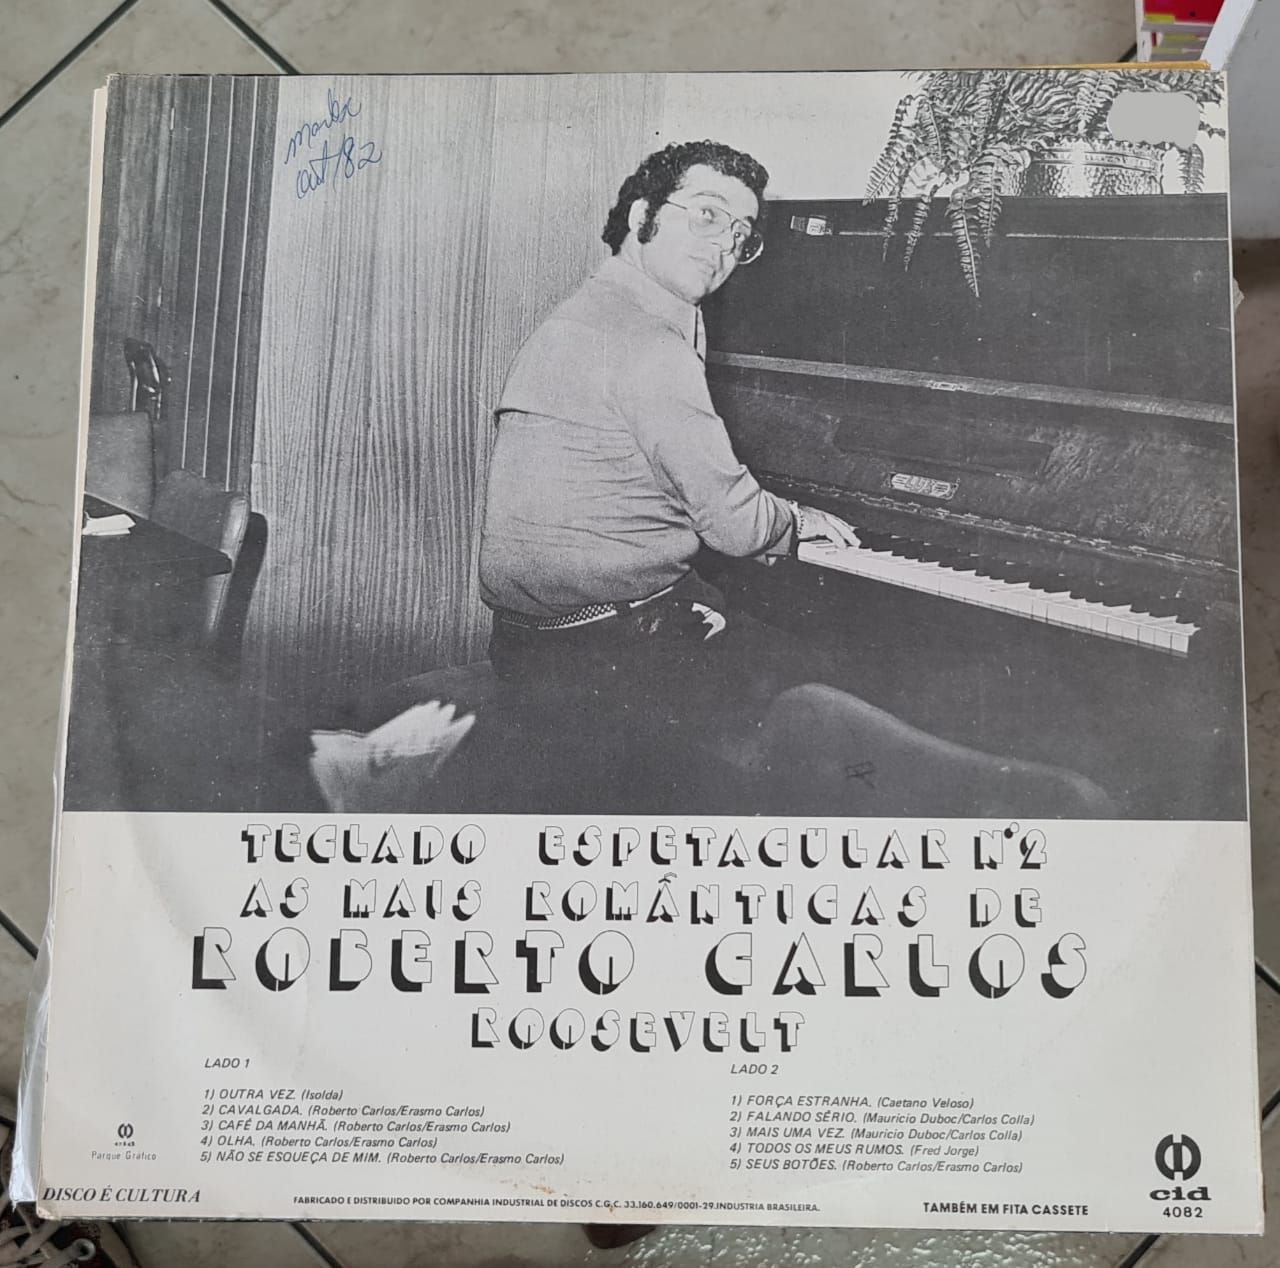 out/82
TECLADO ESPETACULAR Nº2
AS MAIS ROMÂNTICAS DE
ROBERTO CARLOS
ROOSEVELT
LADO 1
1) OUTRA VEZ. (Isolda)
2) CAVALGADA. (Roberto Carlos/Erasmo Carlos)
3) CAFÉ DA MANHÃ. (Roberto Carlos/Erasmo Carlos)
4) OLHA. (Roberto Carlos/Erasmo Carlos)
5) NÃO SE ESQUEÇA DE MIM. (Roberto Carlos/Erasmo Carlos)
LADO 2
1) FORÇA ESTRANHA. (Caetano Veloso)
2) FALANDO SÉRIO. (Mauricio Duboc/Carlos Colla)
3) MAIS UMA VEZ. (Mauricio Duboc/Carlos Colla)
4) TODOS OS MEUS RUMOS. (Fred Jorge)
5) SEUS BOTÕES. (Roberto Carlos/Erasmo Carlos)
cid
Parque Gráfico
DISCO É CULTURA
FABRICADO E DISTRIBUIDO POR COMPANHIA INDUSTRIAL DE DISCOS C.G.C. 33.160.649/0001-29.INDUSTRIA BRASILEIRA.
TAMBÉM EM FITA CASSETE
cid
4082